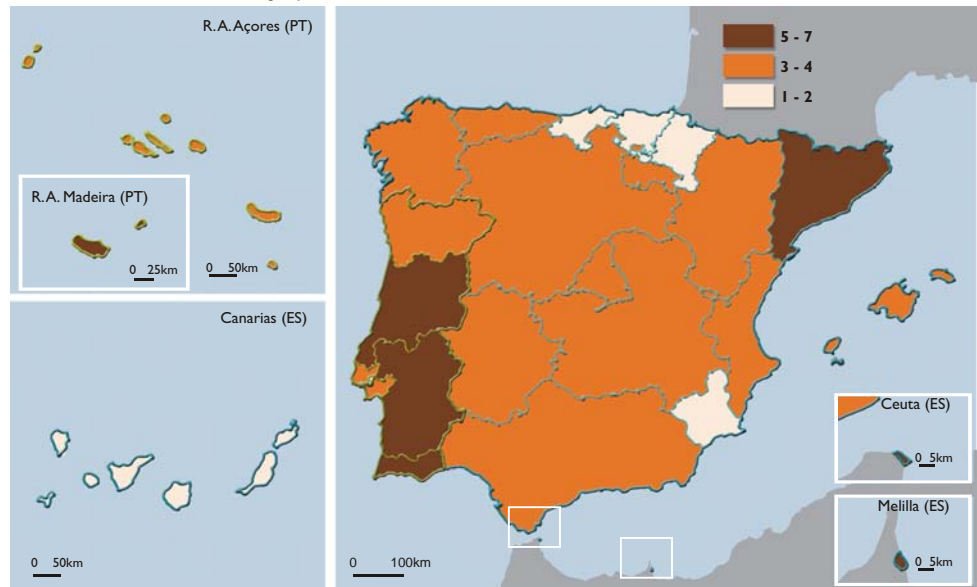 R.A.Açores (PT)
R.A. Madeira (PT)
0 25km
0 50km
Canarias (ES)
0 50km
5 - 7
3 - 4
1 - 2
0 100km
Ceuta (ES)
0 5km
Melilla (ES)
0 5km